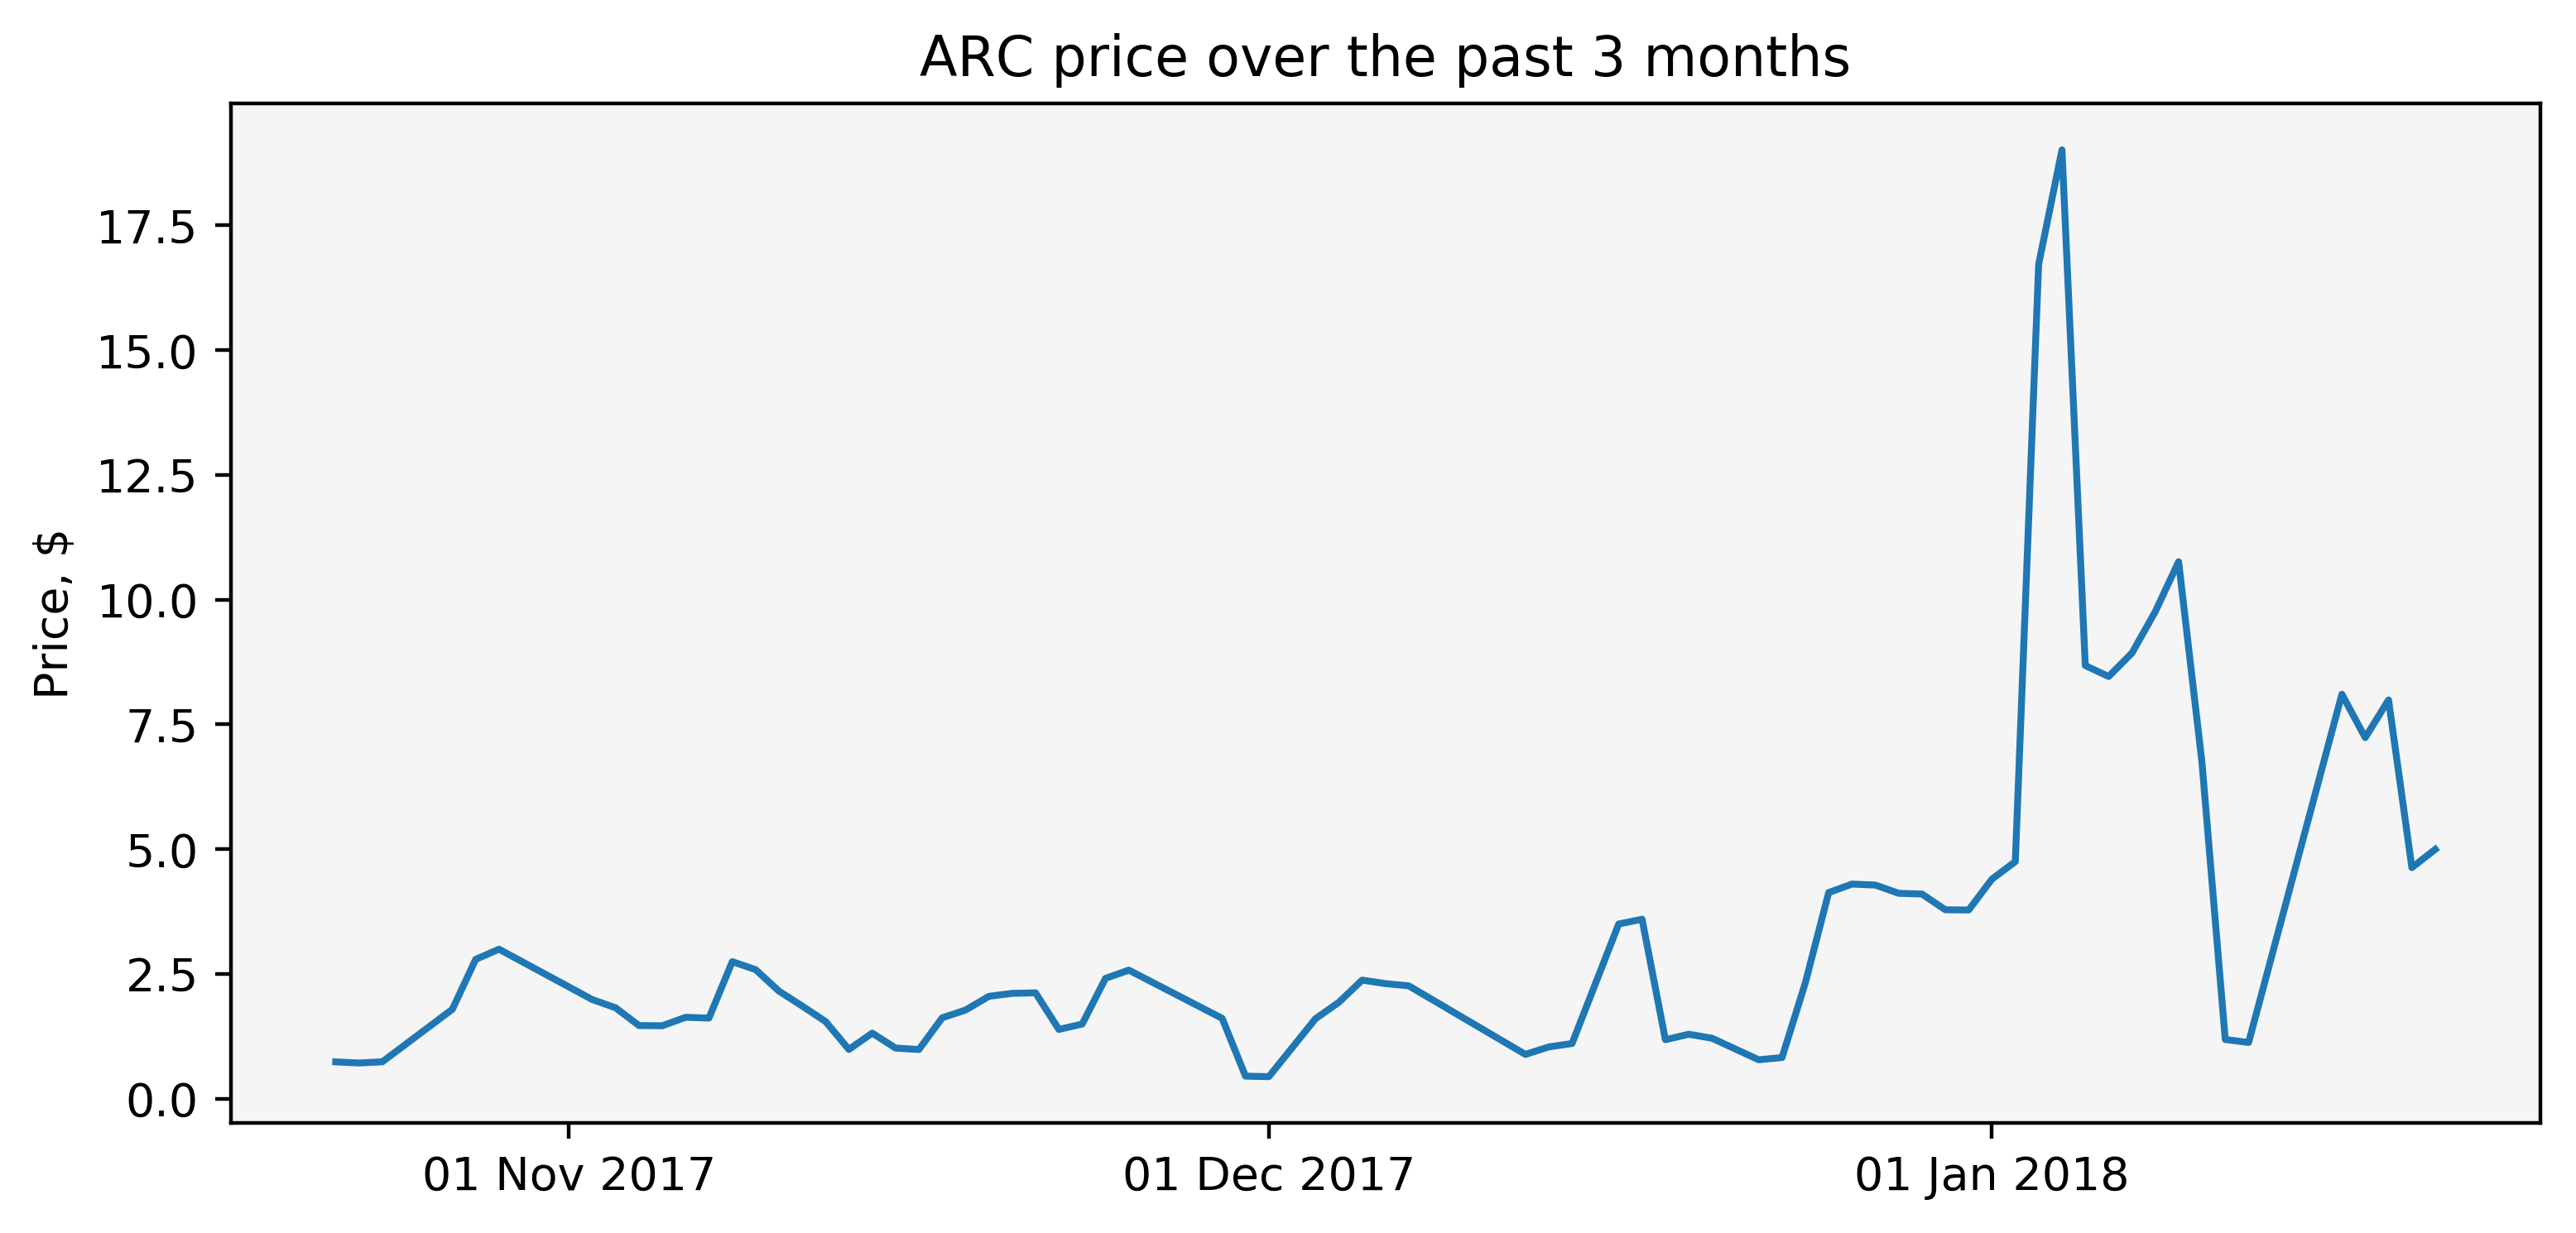 ARC price over the past 3 months
Price, $
17.5
15.0
12.5
10.0
7.5
5.0
2.5
0.0
01 Nov 2017
01 Dec 2017
01 Jan 2018